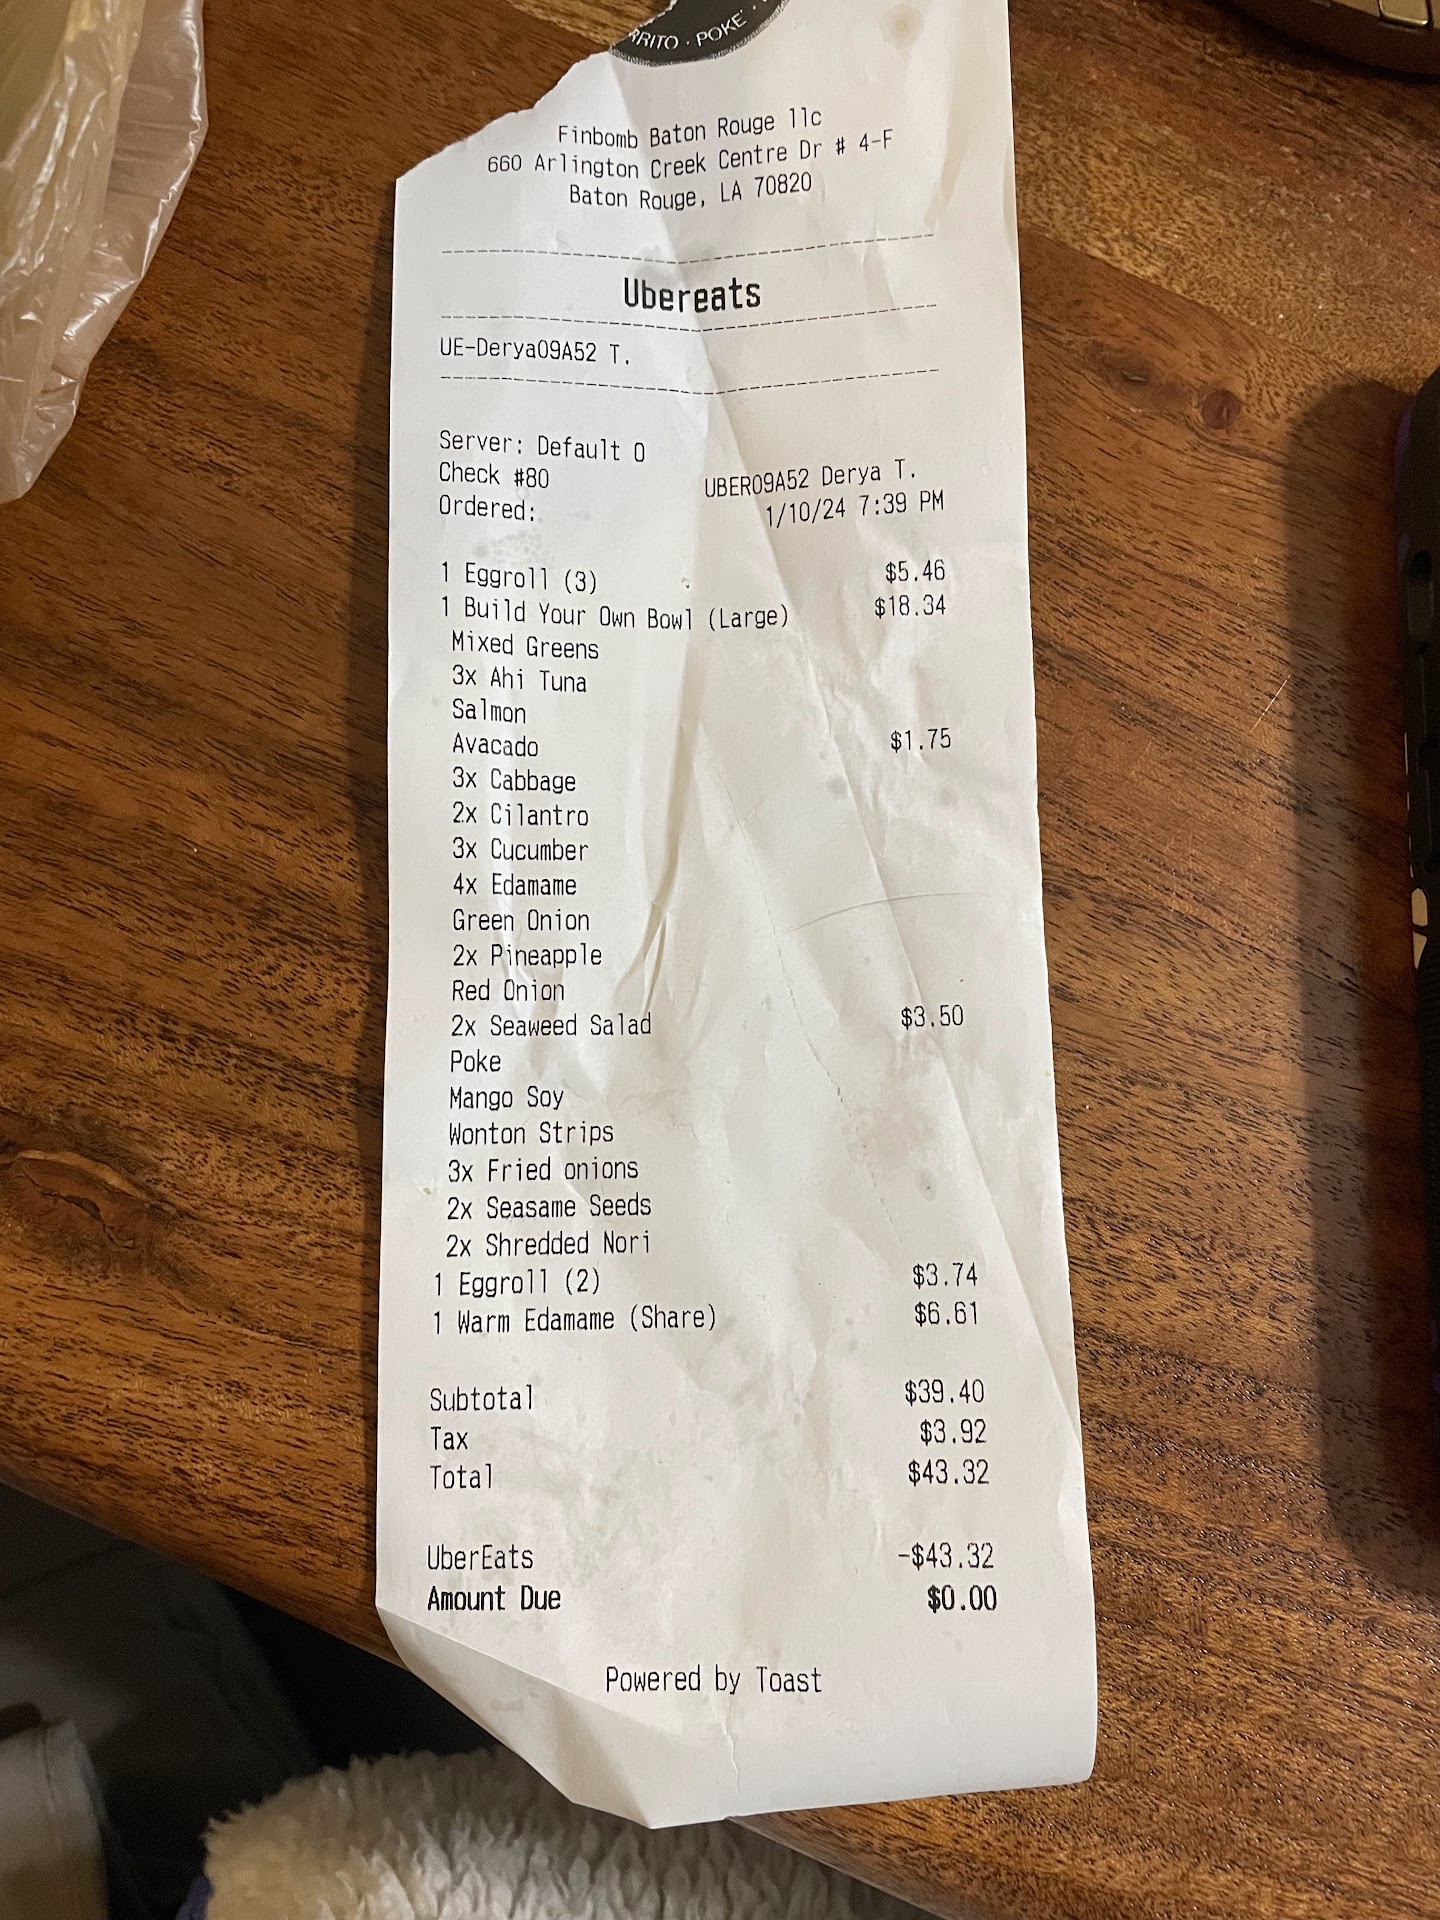 RRITO · POKE' ·
Finbomb Baton Rouge llc
660 Arlington Creek Centre Dr # 4-F
Baton Rouge, LA 70820
Ubereats
UE-Derya09A52 T.
Server: Default O
Check #80 UBER09A52 Derya T.
Ordered: 1/10/24 7:39 PM
1 Eggroll (3) $5.46
1 Build Your Own Bowl (Large) $18.34
Mixed Greens
3x Ahi Tuna
Salmon
Avacado $1.75
3x Cabbage
2x Cilantro
3x Cucumber
4x Edamame
Green Onion
2x Pineapple
Red Onion
2x Seaweed Salad $3.50
Poke
Mango Soy
Wonton Strips
3x Fried onions
2x Seasame Seeds
2x Shredded Nori
1 Eggroll (2) $3.74
1 Warm Edamame (Share) $6.61
Subtotal $39.40
Tax $3.92
Total $43.32
UberEats -$43.32
Amount Due $0.00
Powered by Toast